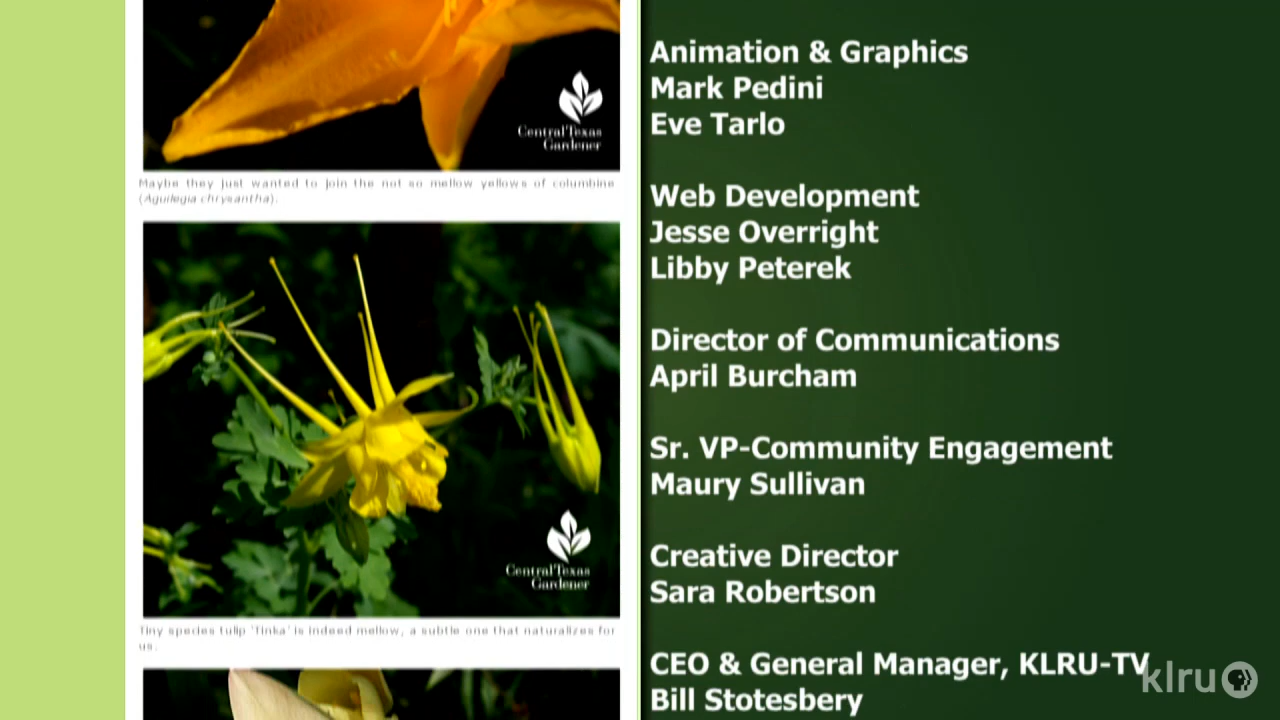 Central Texas
Gardener
Maybe they just wanted to join the not so mellow yellows of columbine
(Aquilegia chrysantha).
Central Texas
Gardener
Tiny species tulip 'Tinka' is indeed mellow, a subtle one that naturalizes for
us.
Animation & Graphics
Mark Pedini
Eve Tarlo
Web Development
Jesse Overright
Libby Peterek
Director of Communications
April Burcham
Sr. VP-Community Engagement
Maury Sullivan
Creative Director
Sara Robertson
CEO & General Manager, KLRU-TV
Bill Stotesbery
klru